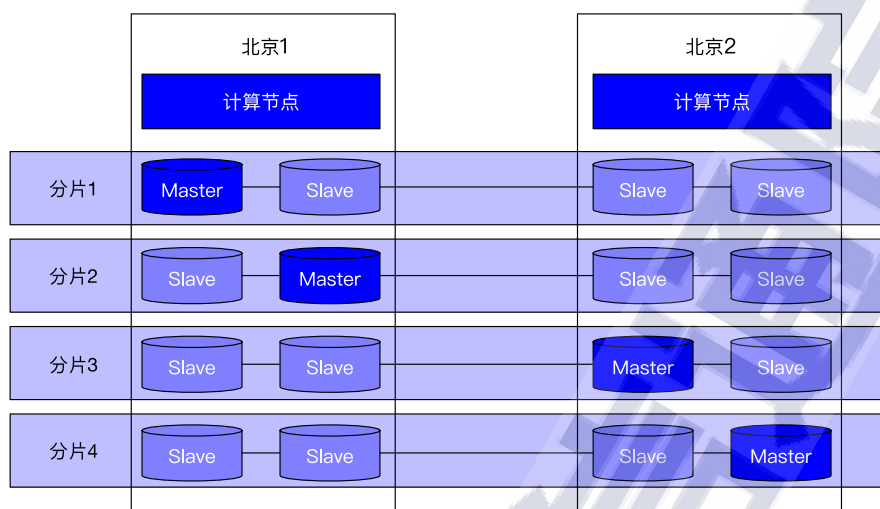 北京1 北京2
计算节点 计算节点
分片1 Master Slave Slave Slave
分片2 Slave Master Slave Slave
分片3 Slave Slave Master Slave
分片4 Slave Slave Slave Master